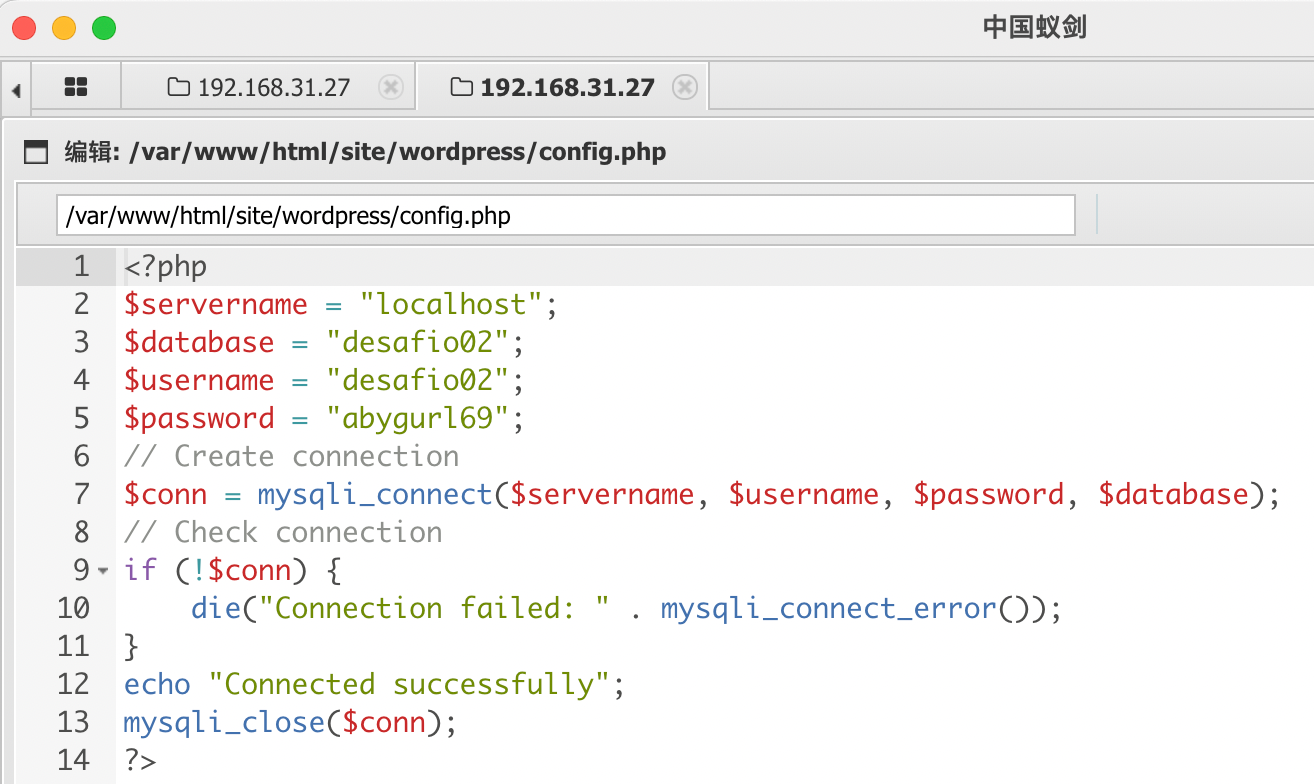 中国蚁剑
192.168.31.27 192.168.31.27
编辑: /var/www/html/site/wordpress/config.php
/var/www/html/site/wordpress/config.php
1 <?php
2 $servername = "localhost";
3 $database = "desafio02";
4 $username = "desafio02";
5 $password = "abygurl69";
6 // Create connection
7 $conn = mysqli_connect($servername, $username, $password, $database);
8 // Check connection
9 if (!$conn) {
10     die("Connection failed: " . mysqli_connect_error());
11 }
12 echo "Connected successfully";
13 mysqli_close($conn);
14 ?>